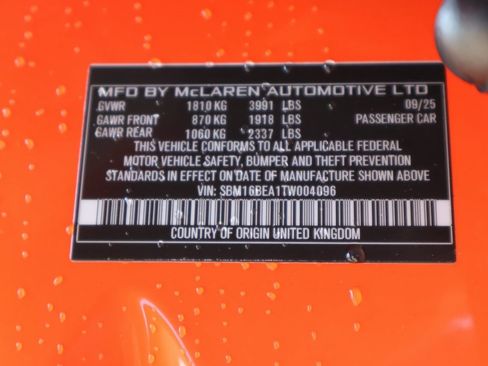 MFD BY McLAREN AUTOMOTIVE LTD
GVWR 1810 KG 3991 LBS 09/25
GAWR FRONT 870 KG 1918 LBS PASSENGER CAR
GAWR REAR 1060 KG 2337 LBS
THIS VEHICLE CONFORMS TO ALL APPLICABLE FEDERAL
MOTOR VEHICLE SAFETY, BUMPER AND THEFT PREVENTION
STANDARDS IN EFFECT ON DATE OF MANUFACTURE SHOWN ABOVE
VIN: SBM16BEA1TW004096
COUNTRY OF ORIGIN UNITED KINGDOM